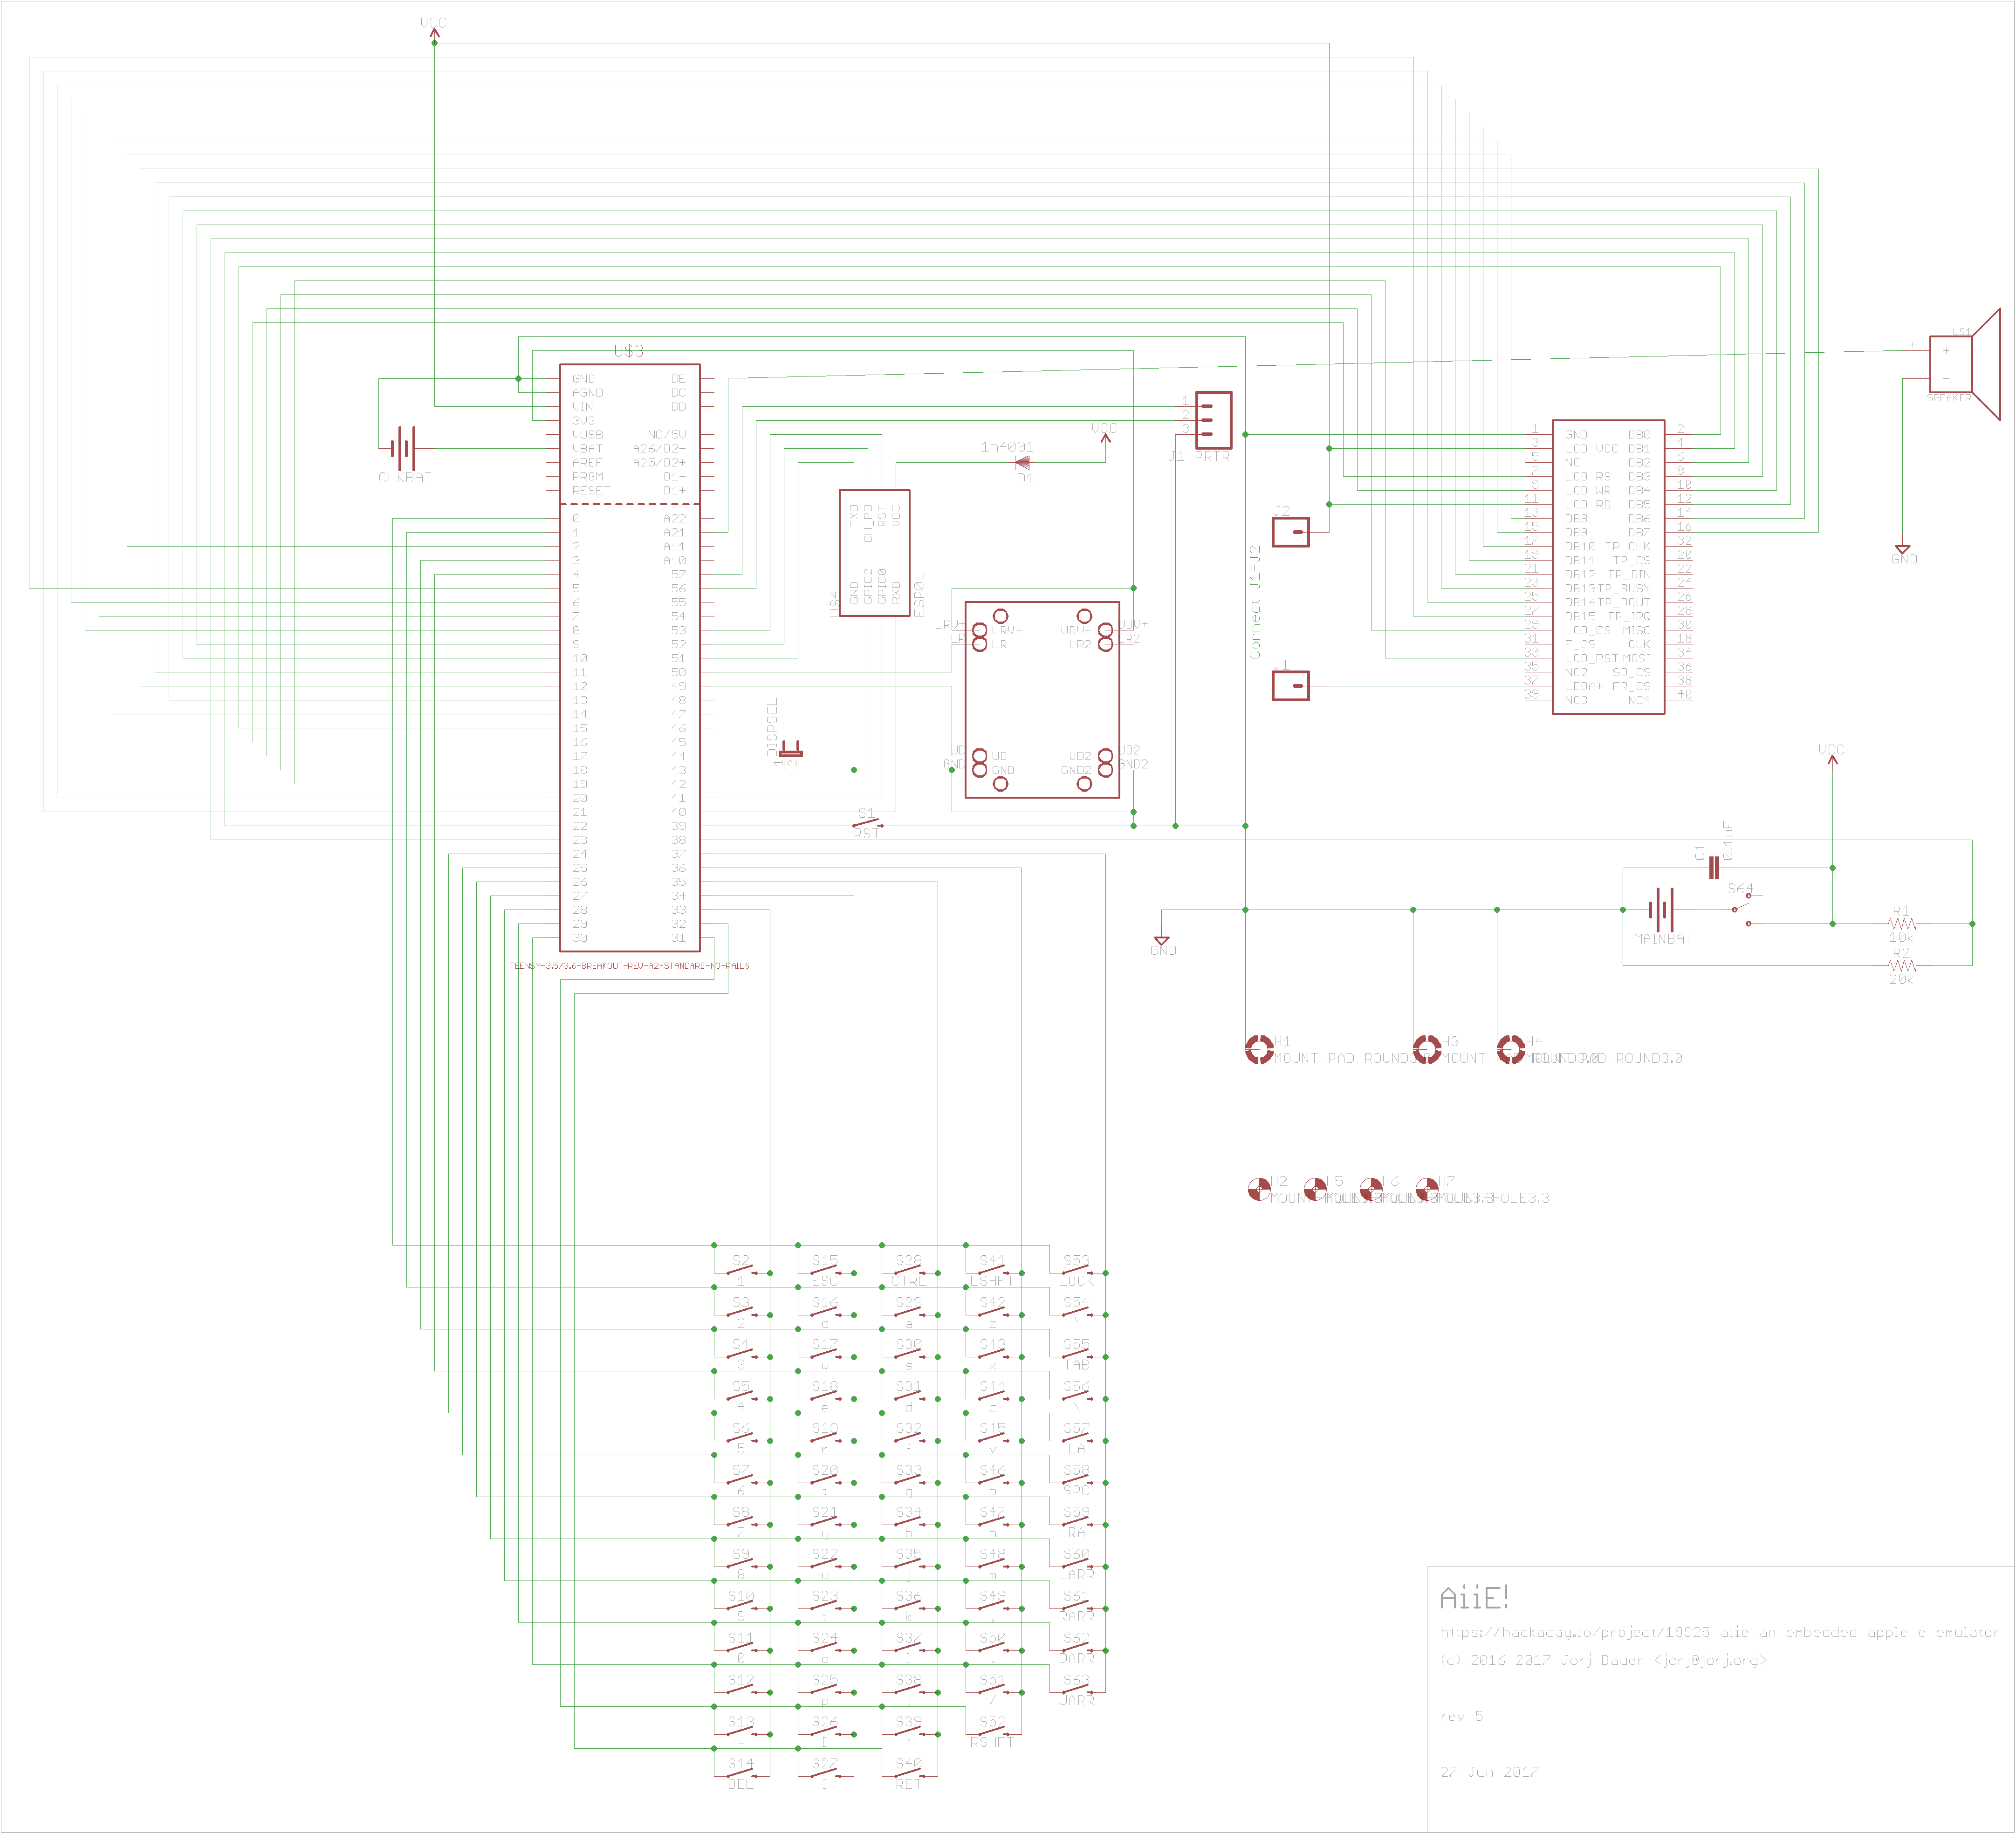 VCC
U$3
GND DE
AGND DC
VIN DD
3V3
VUSB NC/5V
VBAT A26/D2-
AREF A25/D2+
PRGM D1-
RESET D1+
0 A22
1 A21
2 A11
3 A10
4 57
5 56
6 55
7 54
8 53
9 52
10 51
11 50
12 49
13 48
14 47
15 46
16 45
17 44
18 43
19 42
20 41
21 40
22 39
23 38
24 37
25 36
26 35
27 34
28 33
29 32
30 31
TEENSY-3.5/3.6-BREAKOUT-REV-A2-STANDARD-NO-RAILS
CLKBAT
1n4001
D1
VCC
TXD
CH_PD
RST
VCC
GND
GPIO2
GPIO0
RXD
ESP01
DISPSEL
1
2
S1
RST
LRV+ UDV+
LR LR2
LRV+ UDV+
LR LR2
UD UD2
GND GND2
UD UD2
GND GND2
1
2
3
J1-PRTR
J2
Connect J1-J2
J1
1 GND DB0 2
3 LCD_VCC DB1 4
5 NC DB2 6
7 LCD_RS DB3 8
9 LCD_WR DB4 10
11 LCD_RD DB5 12
13 DB8 DB6 14
15 DB9 DB7 16
17 DB10 TP_CLK 32
19 DB11 TP_CS 20
21 DB12 TP_DIN 22
23 DB13 TP_BUSY 24
25 DB14 TP_DOUT 26
27 DB15 TP_IRQ 28
29 LCD_CS MISO 30
31 F_CS CLK 18
33 LCD_RST MOSI 34
35 NC2 SD_CS 36
37 LEDA+ FR_CS 38
39 NC3 NC4 40
LS1
+ +
- -
SPEAKER
GND
VCC
C1
0.1uF
S64
MAINBAT
R1
10k
R2
20k
GND
H1 H3 H4
MOUNT-PAD-ROUND3.0
MOUNT-PAD-ROUND3.0
MOUNT-PAD-ROUND3.0
H2 H5 H6 H7
MOUNT-HOLE3.3
MOUNT-HOLE3.3
MOUNT-HOLE3.3
MOUNT-HOLE3.3
S2 S15 S28 S41 S53
1 ESC CTRL LSHFT LOCK
S3 S16 S29 S42 S54
2 q a z `
S4 S17 S30 S43 S55
3 w s x TAB
S5 S18 S31 S44 S56
4 e d c \
S6 S19 S32 S45 S57
5 r f v LA
S7 S20 S33 S46 S58
6 t g b SPC
S8 S21 S34 S47 S59
7 y h n RA
S9 S22 S35 S48 S60
8 u j m LARR
S10 S23 S36 S49 S61
9 i k , RARR
S11 S24 S37 S50 S62
0 o l . DARR
S12 S25 S38 S51 S63
- p ; / UARR
S13 S26 S39 S52
= [ ' RSHFT
S14 S27 S40
DEL ] RET
AiiE!
https://hackaday.io/project/19925-aiie-an-embedded-apple-e-emulator
(c) 2016-2017 Jorj Bauer <jorj@jorj.org>
rev 5
27 Jun 2017